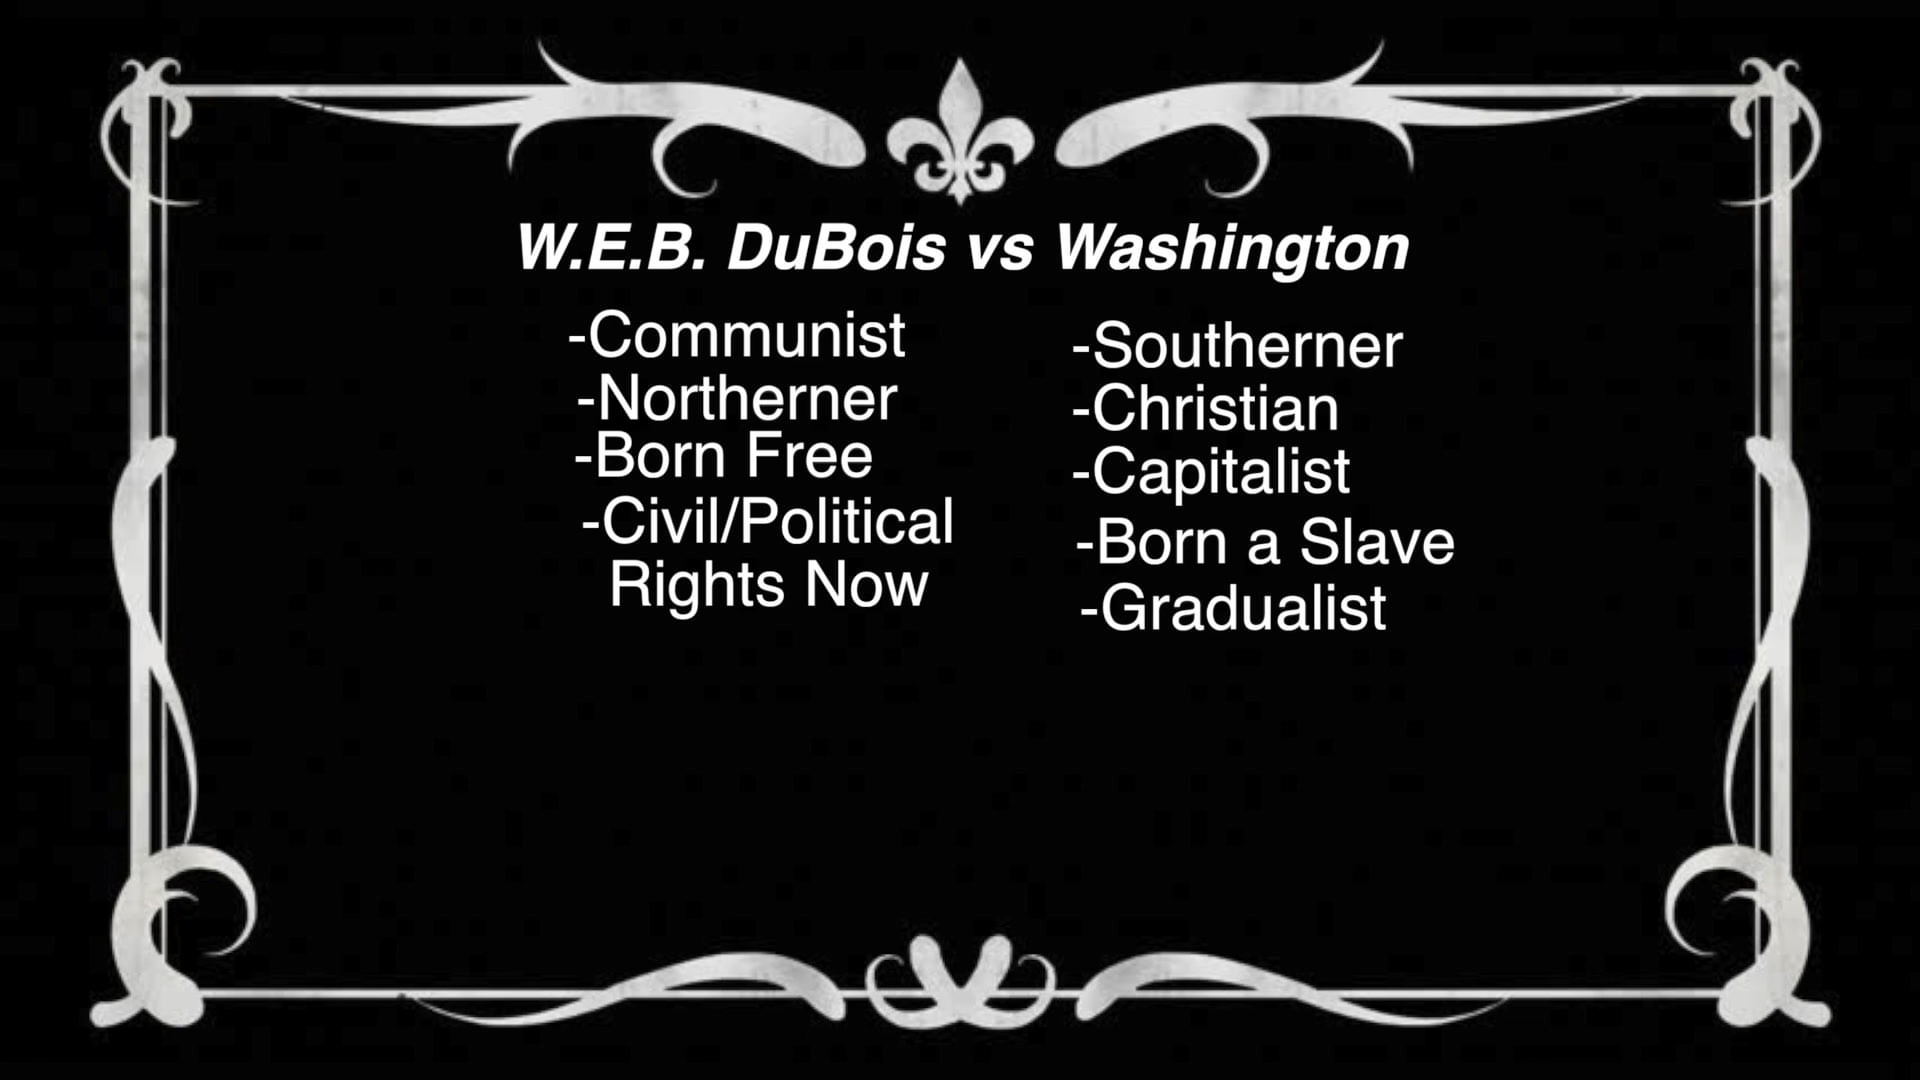 W.E.B. DuBois vs Washington
-Communist
-Northerner
-Born Free
-Civil/Political
Rights Now
-Southerner
-Christian
-Capitalist
-Born a Slave
-Gradualist